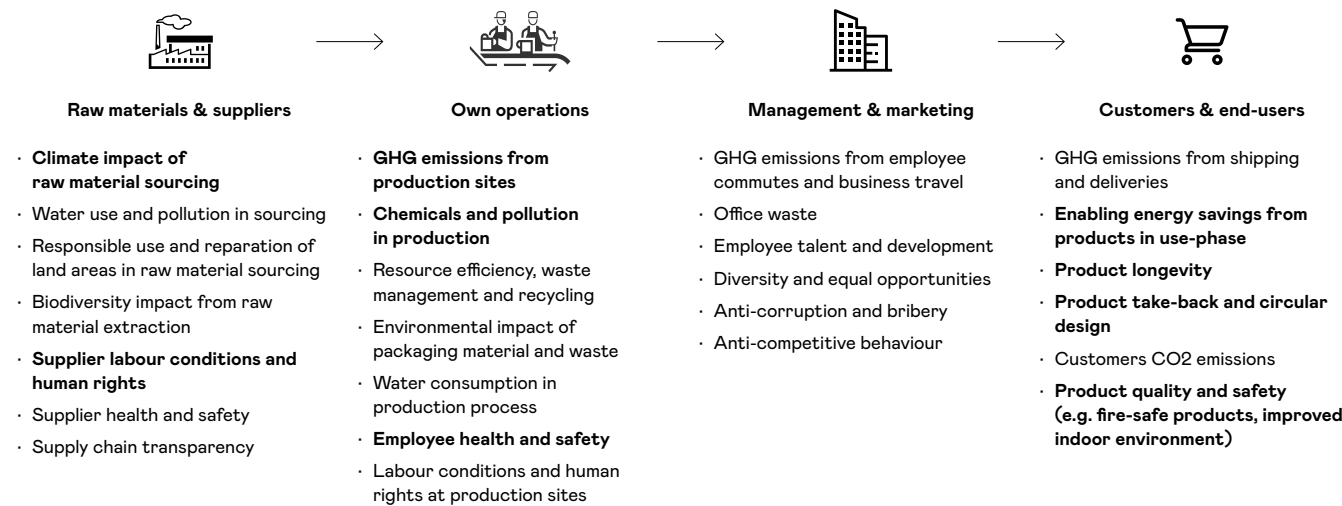 Raw materials & suppliers
· Climate impact of
raw material sourcing
· Water use and pollution in sourcing
· Responsible use and reparation of
land areas in raw material sourcing
· Biodiversity impact from raw
material extraction
· Supplier labour conditions and
human rights
· Supplier health and safety
· Supply chain transparency
Own operations
· GHG emissions from
production sites
· Chemicals and pollution
in production
· Resource efficiency, waste
management and recycling
· Environmental impact of
packaging material and waste
· Water consumption in
production process
· Employee health and safety
· Labour conditions and human
rights at production sites
Management & marketing
· GHG emissions from employee
commutes and business travel
· Office waste
· Employee talent and development
· Diversity and equal opportunities
· Anti-corruption and bribery
· Anti-competitive behaviour
Customers & end-users
· GHG emissions from shipping
and deliveries
· Enabling energy savings from
products in use-phase
· Product longevity
· Product take-back and circular
design
· Customers CO2 emissions
· Product quality and safety
(e.g. fire-safe products, improved
indoor environment)